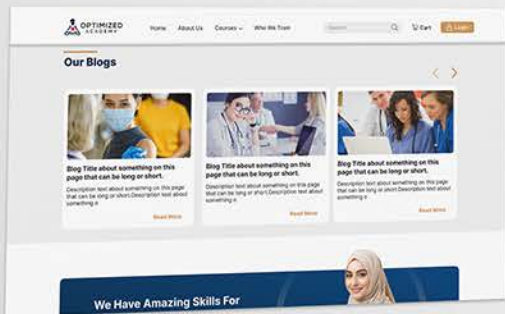 OPTIMIZED
ACADEMY
Home About Us Courses Who We Train
Cart
Login
Our Blogs
Blog Title about something on this
page that can be long or short.
Description text about something on this page
that can be long or short.Description text about
something o
Read More
Blog Title about something on this
page that can be long or short.
Description text about something on this page
that can be long or short.Description text about
something o
Read More
Blog Title about something on this
page that can be long or short.
Description text about something on this page
that can be long or short.Description text about
something o
Read More
We Have Amazing Skills For